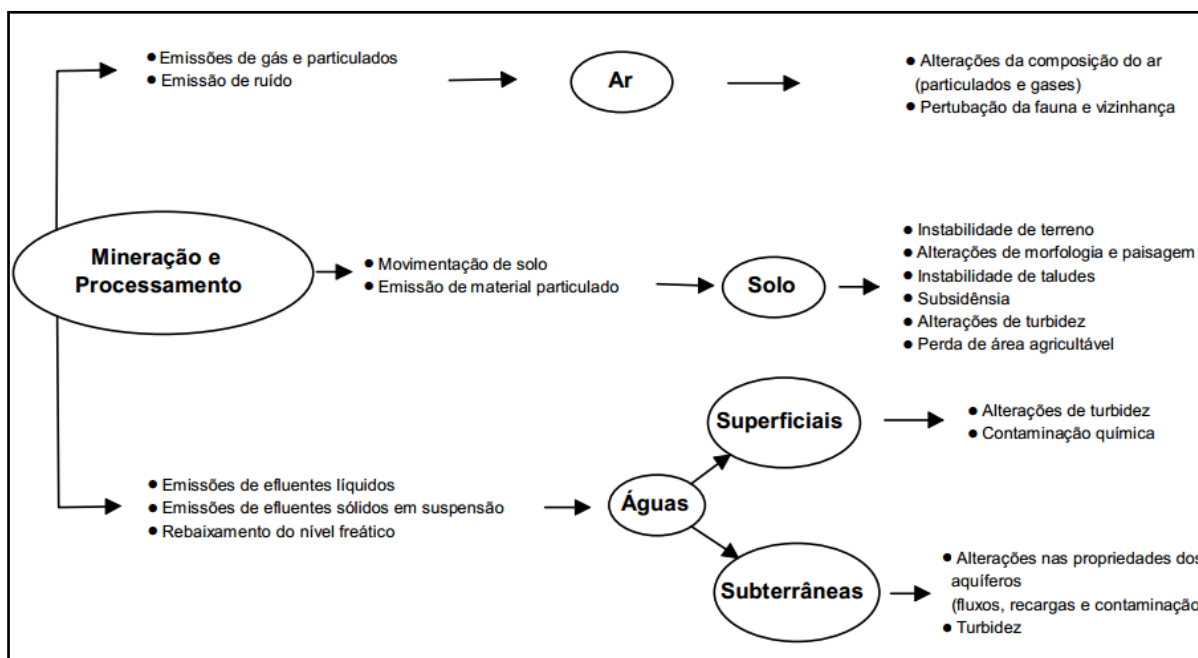 ● Emissões de gás e particulados
● Emissão de ruído
Ar
● Alterações da composição do ar
(particulados e gases)
● Pertubação da fauna e vizinhança
Mineração e
Processamento
● Movimentação de solo
● Emissão de material particulado
Solo
● Instabilidade de terreno
● Alterações de morfologia e paisagem
● Instabilidade de taludes
● Subsidênsia
● Alterações de turbidez
● Perda de área agricultável
● Emissões de efluentes líquidos
● Emissões de efluentes sólidos em suspensão
● Rebaixamento do nível freático
Águas
Superficiais
● Alterações de turbidez
● Contaminação química
Subterrâneas
● Alterações nas propriedades dos
aquíferos
(fluxos, recargas e contaminação
● Turbidez